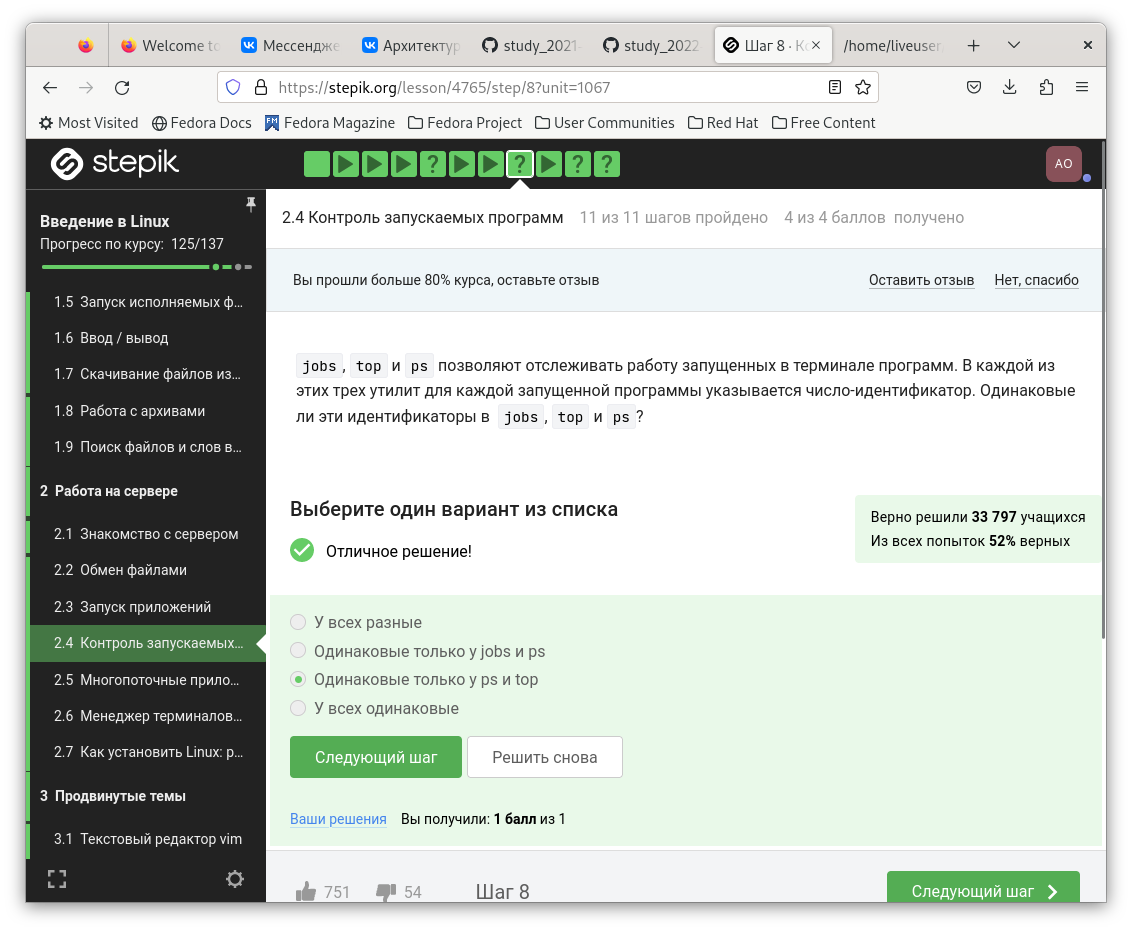 Welcome to
Мессендже
Архитектур
study_2021-
study_2022
Шаг 8 · Ко
/home/liveuser
https://stepik.org/lesson/4765/step/8?unit=1067
Most Visited
Fedora Docs
Fedora Magazine
Fedora Project
User Communities
Red Hat
Free Content
stepik
AO
Введение в Linux
Прогресс по курсу: 125/137
1.5 Запуск исполняемых ф…
1.6 Ввод / вывод
1.7 Скачивание файлов из…
1.8 Работа с архивами
1.9 Поиск файлов и слов в…
2 Работа на сервере
2.1 Знакомство с сервером
2.2 Обмен файлами
2.3 Запуск приложений
2.4 Контроль запускаемых…
2.5 Многопоточные прило…
2.6 Менеджер терминалов…
2.7 Как установить Linux: р…
3 Продвинутые темы
3.1 Текстовый редактор vim
2.4 Контроль запускаемых программ 11 из 11 шагов пройдено 4 из 4 баллов получено
Вы прошли больше 80% курса, оставьте отзыв
Оставить отзыв
Нет, спасибо
jobs, top и ps позволяют отслеживать работу запущенных в терминале программ. В каждой из
этих трех утилит для каждой запущенной программы указывается число-идентификатор. Одинаковые
ли эти идентификаторы в jobs, top и ps?
Выберите один вариант из списка
Отличное решение!
Верно решили 33 797 учащихся
Из всех попыток 52% верных
У всех разные
Одинаковые только у jobs и ps
Одинаковые только у ps и top
У всех одинаковые
Следующий шаг
Решить снова
Ваши решения
Вы получили: 1 балл из 1
751
54
Шаг 8
Следующий шаг